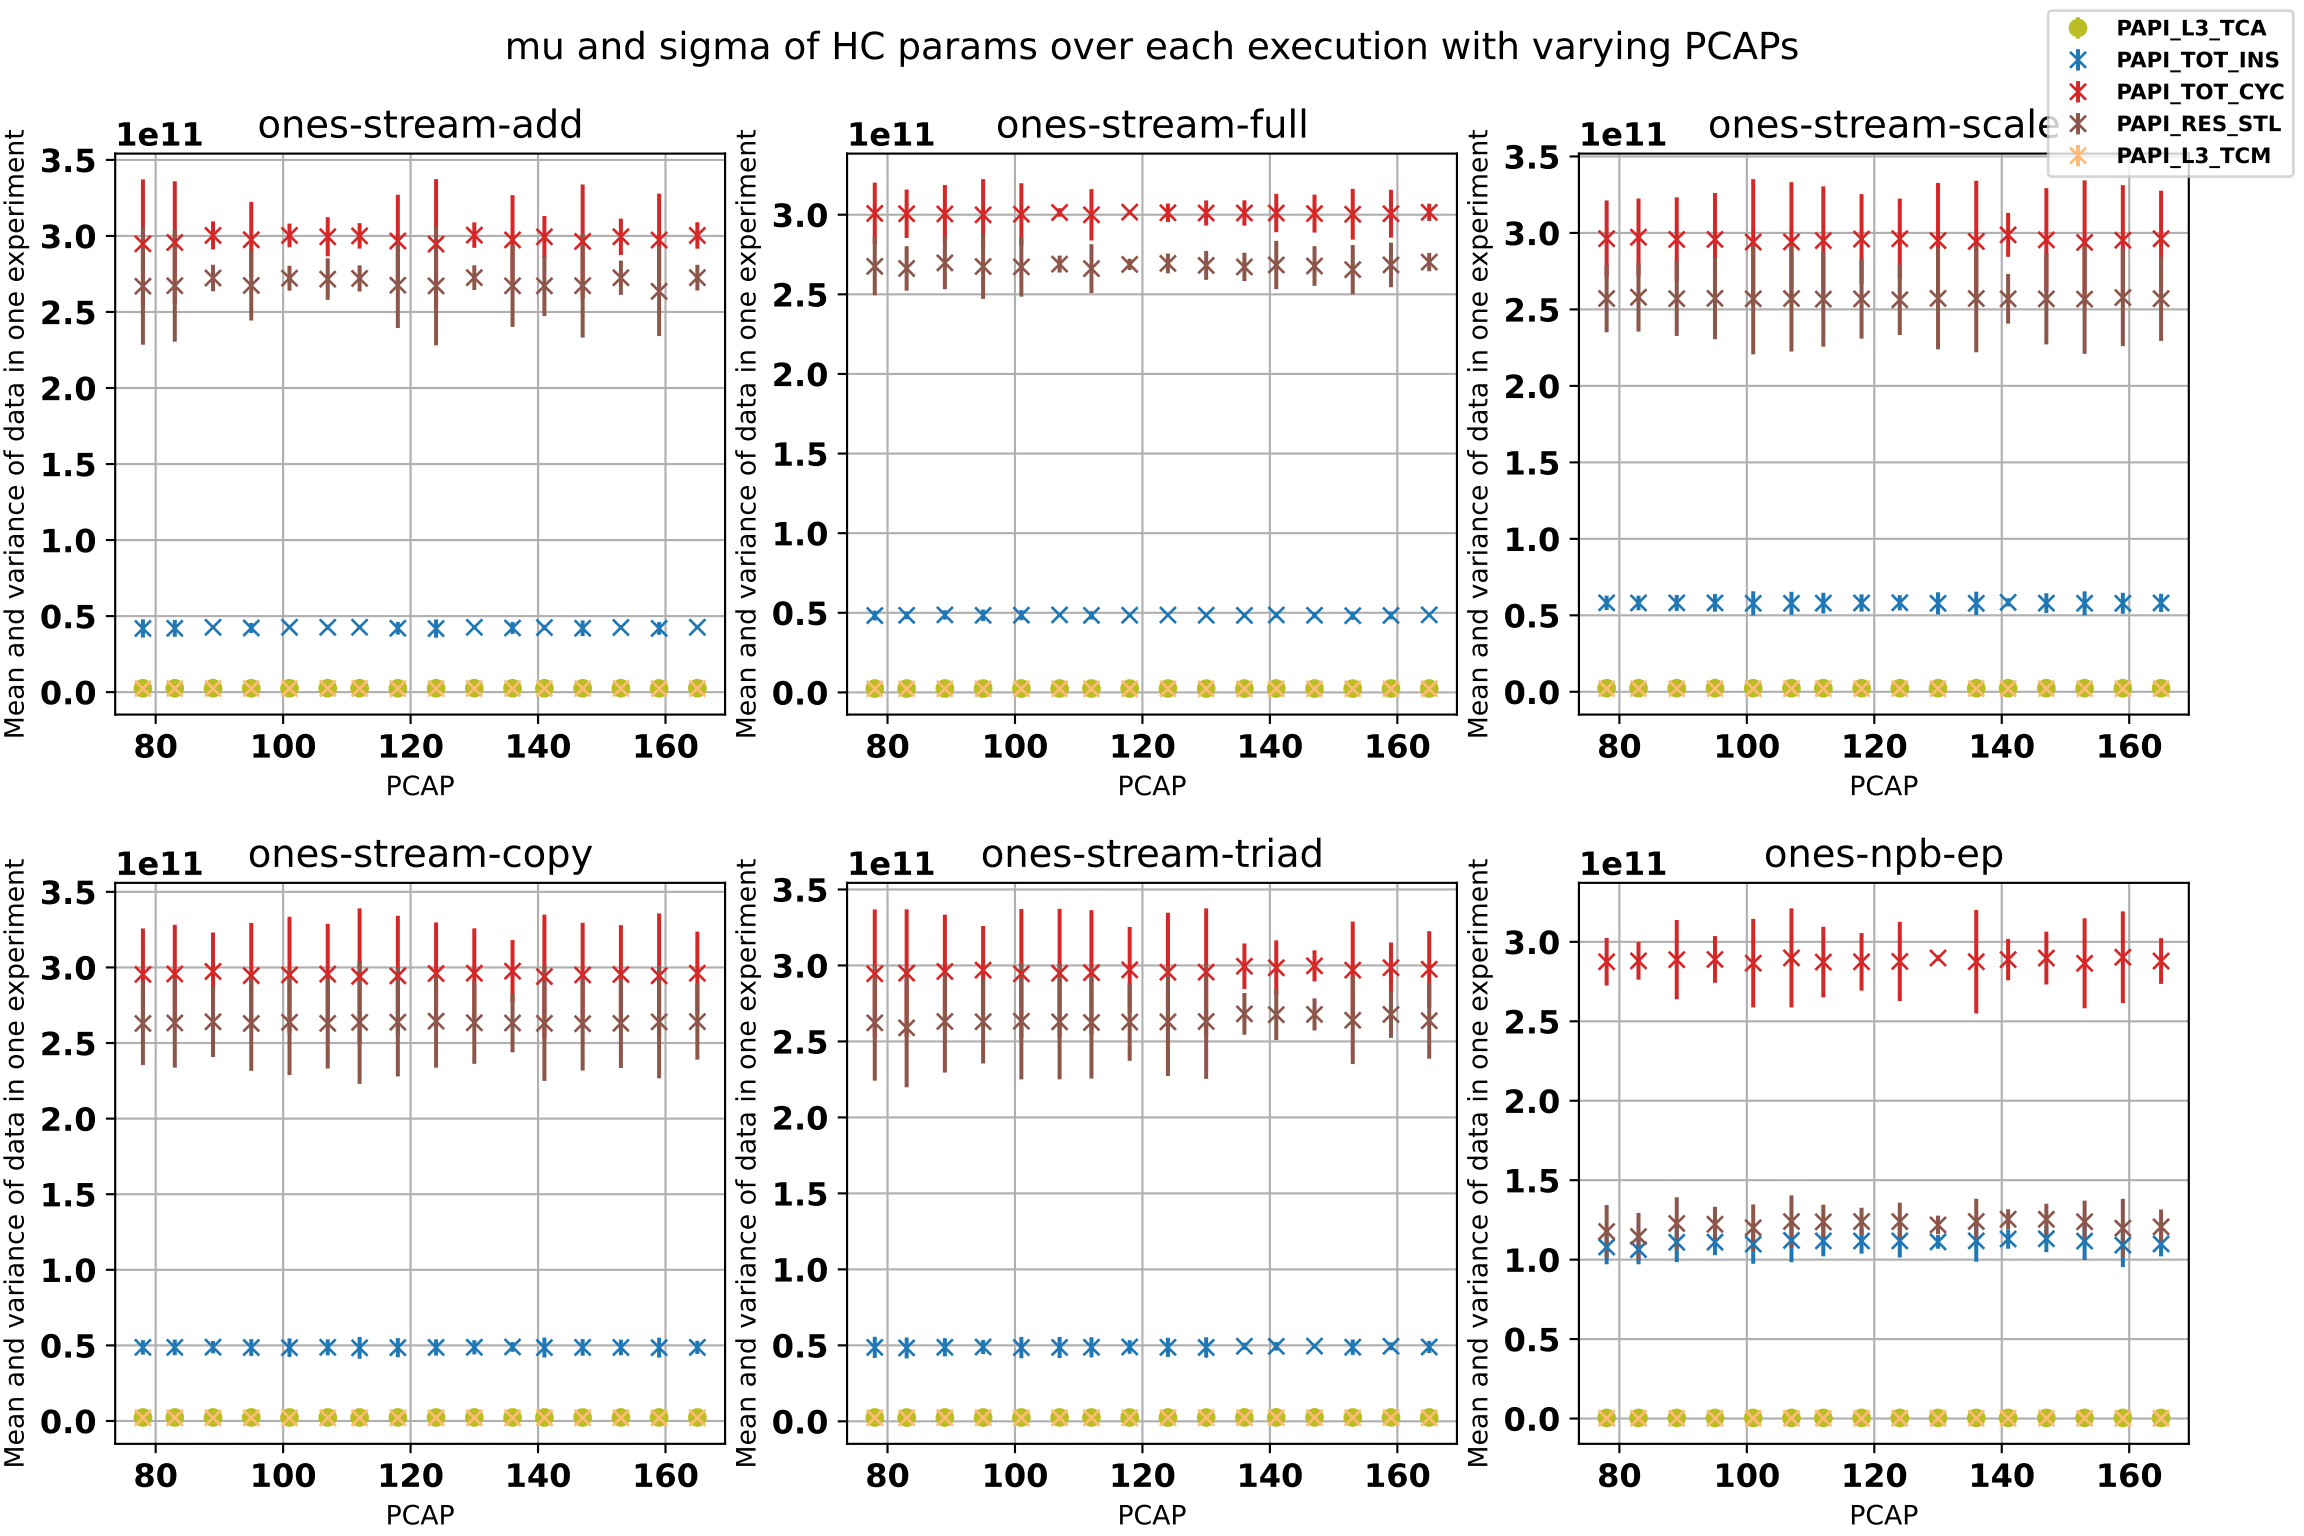 mu and sigma of HC params over each execution with varying PCAPs
PAPI_L3_TCA
PAPI_TOT_INS
PAPI_TOT_CYC
PAPI_RES_STL
PAPI_L3_TCM
ones-stream-add
1e11
Mean and variance of data in one experiment
3.5
3.0
2.5
2.0
1.5
1.0
0.5
0.0
80 100 120 140 160
PCAP
ones-stream-full
1e11
Mean and variance of data in one experiment
3.0
2.5
2.0
1.5
1.0
0.5
0.0
80 100 120 140 160
PCAP
ones-stream-scale
1e11
Mean and variance of data in one experiment
3.5
3.0
2.5
2.0
1.5
1.0
0.5
0.0
80 100 120 140 160
PCAP
ones-stream-copy
1e11
Mean and variance of data in one experiment
3.5
3.0
2.5
2.0
1.5
1.0
0.5
0.0
80 100 120 140 160
PCAP
ones-stream-triad
1e11
Mean and variance of data in one experiment
3.5
3.0
2.5
2.0
1.5
1.0
0.5
0.0
80 100 120 140 160
PCAP
ones-npb-ep
1e11
Mean and variance of data in one experiment
3.0
2.5
2.0
1.5
1.0
0.5
0.0
80 100 120 140 160
PCAP